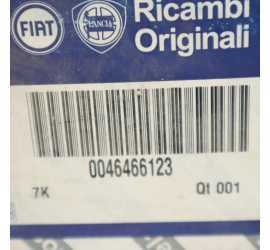 FIAT
LANCIA
Ricambi
Originali
0046466123
7K
Qt 001